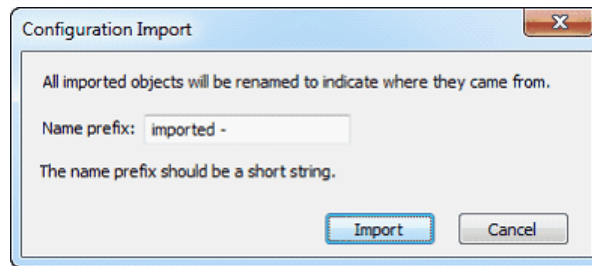 Configuration Import
All imported objects will be renamed to indicate where they came from.
Name prefix: imported -
The name prefix should be a short string.
Import Cancel